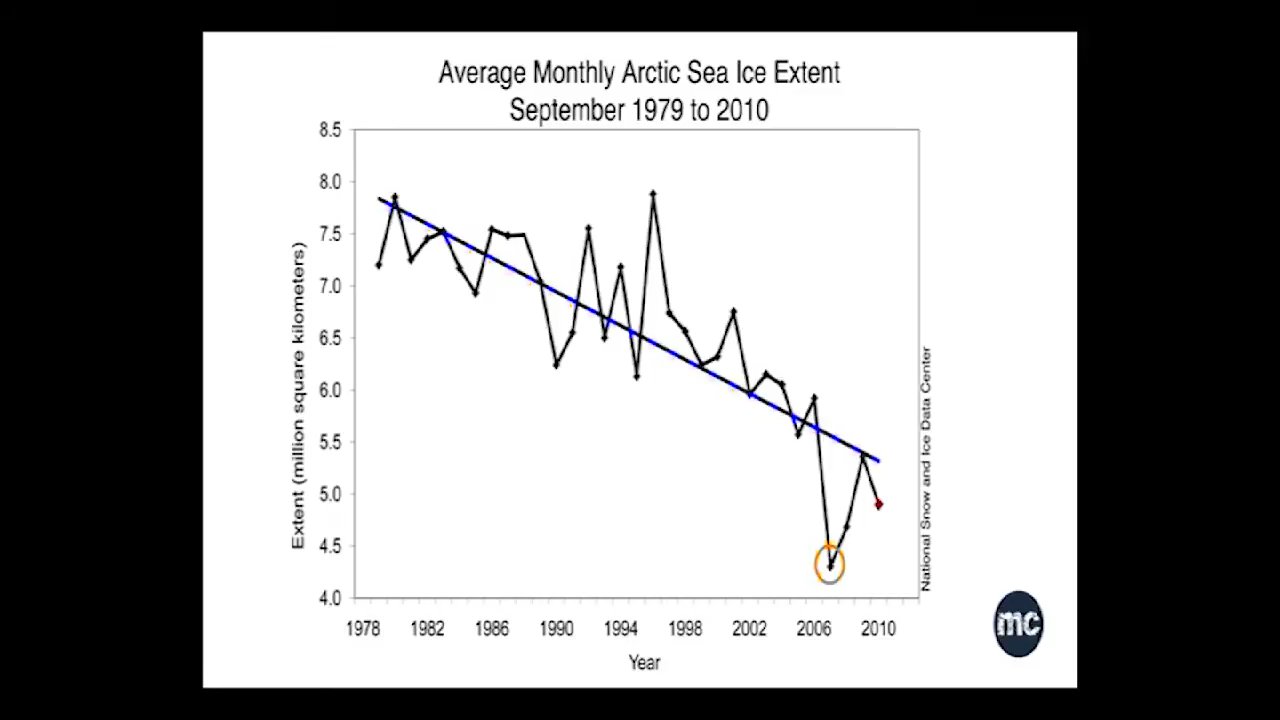 Average Monthly Arctic Sea Ice Extent
September 1979 to 2010
8.5
8.0
7.5
7.0
6.5
6.0
5.5
5.0
4.5
4.0
Extent (million square kilometers)
National Snow and Ice Data Center
1978 1982 1986 1990 1994 1998 2002 2006 2010
Year
mc